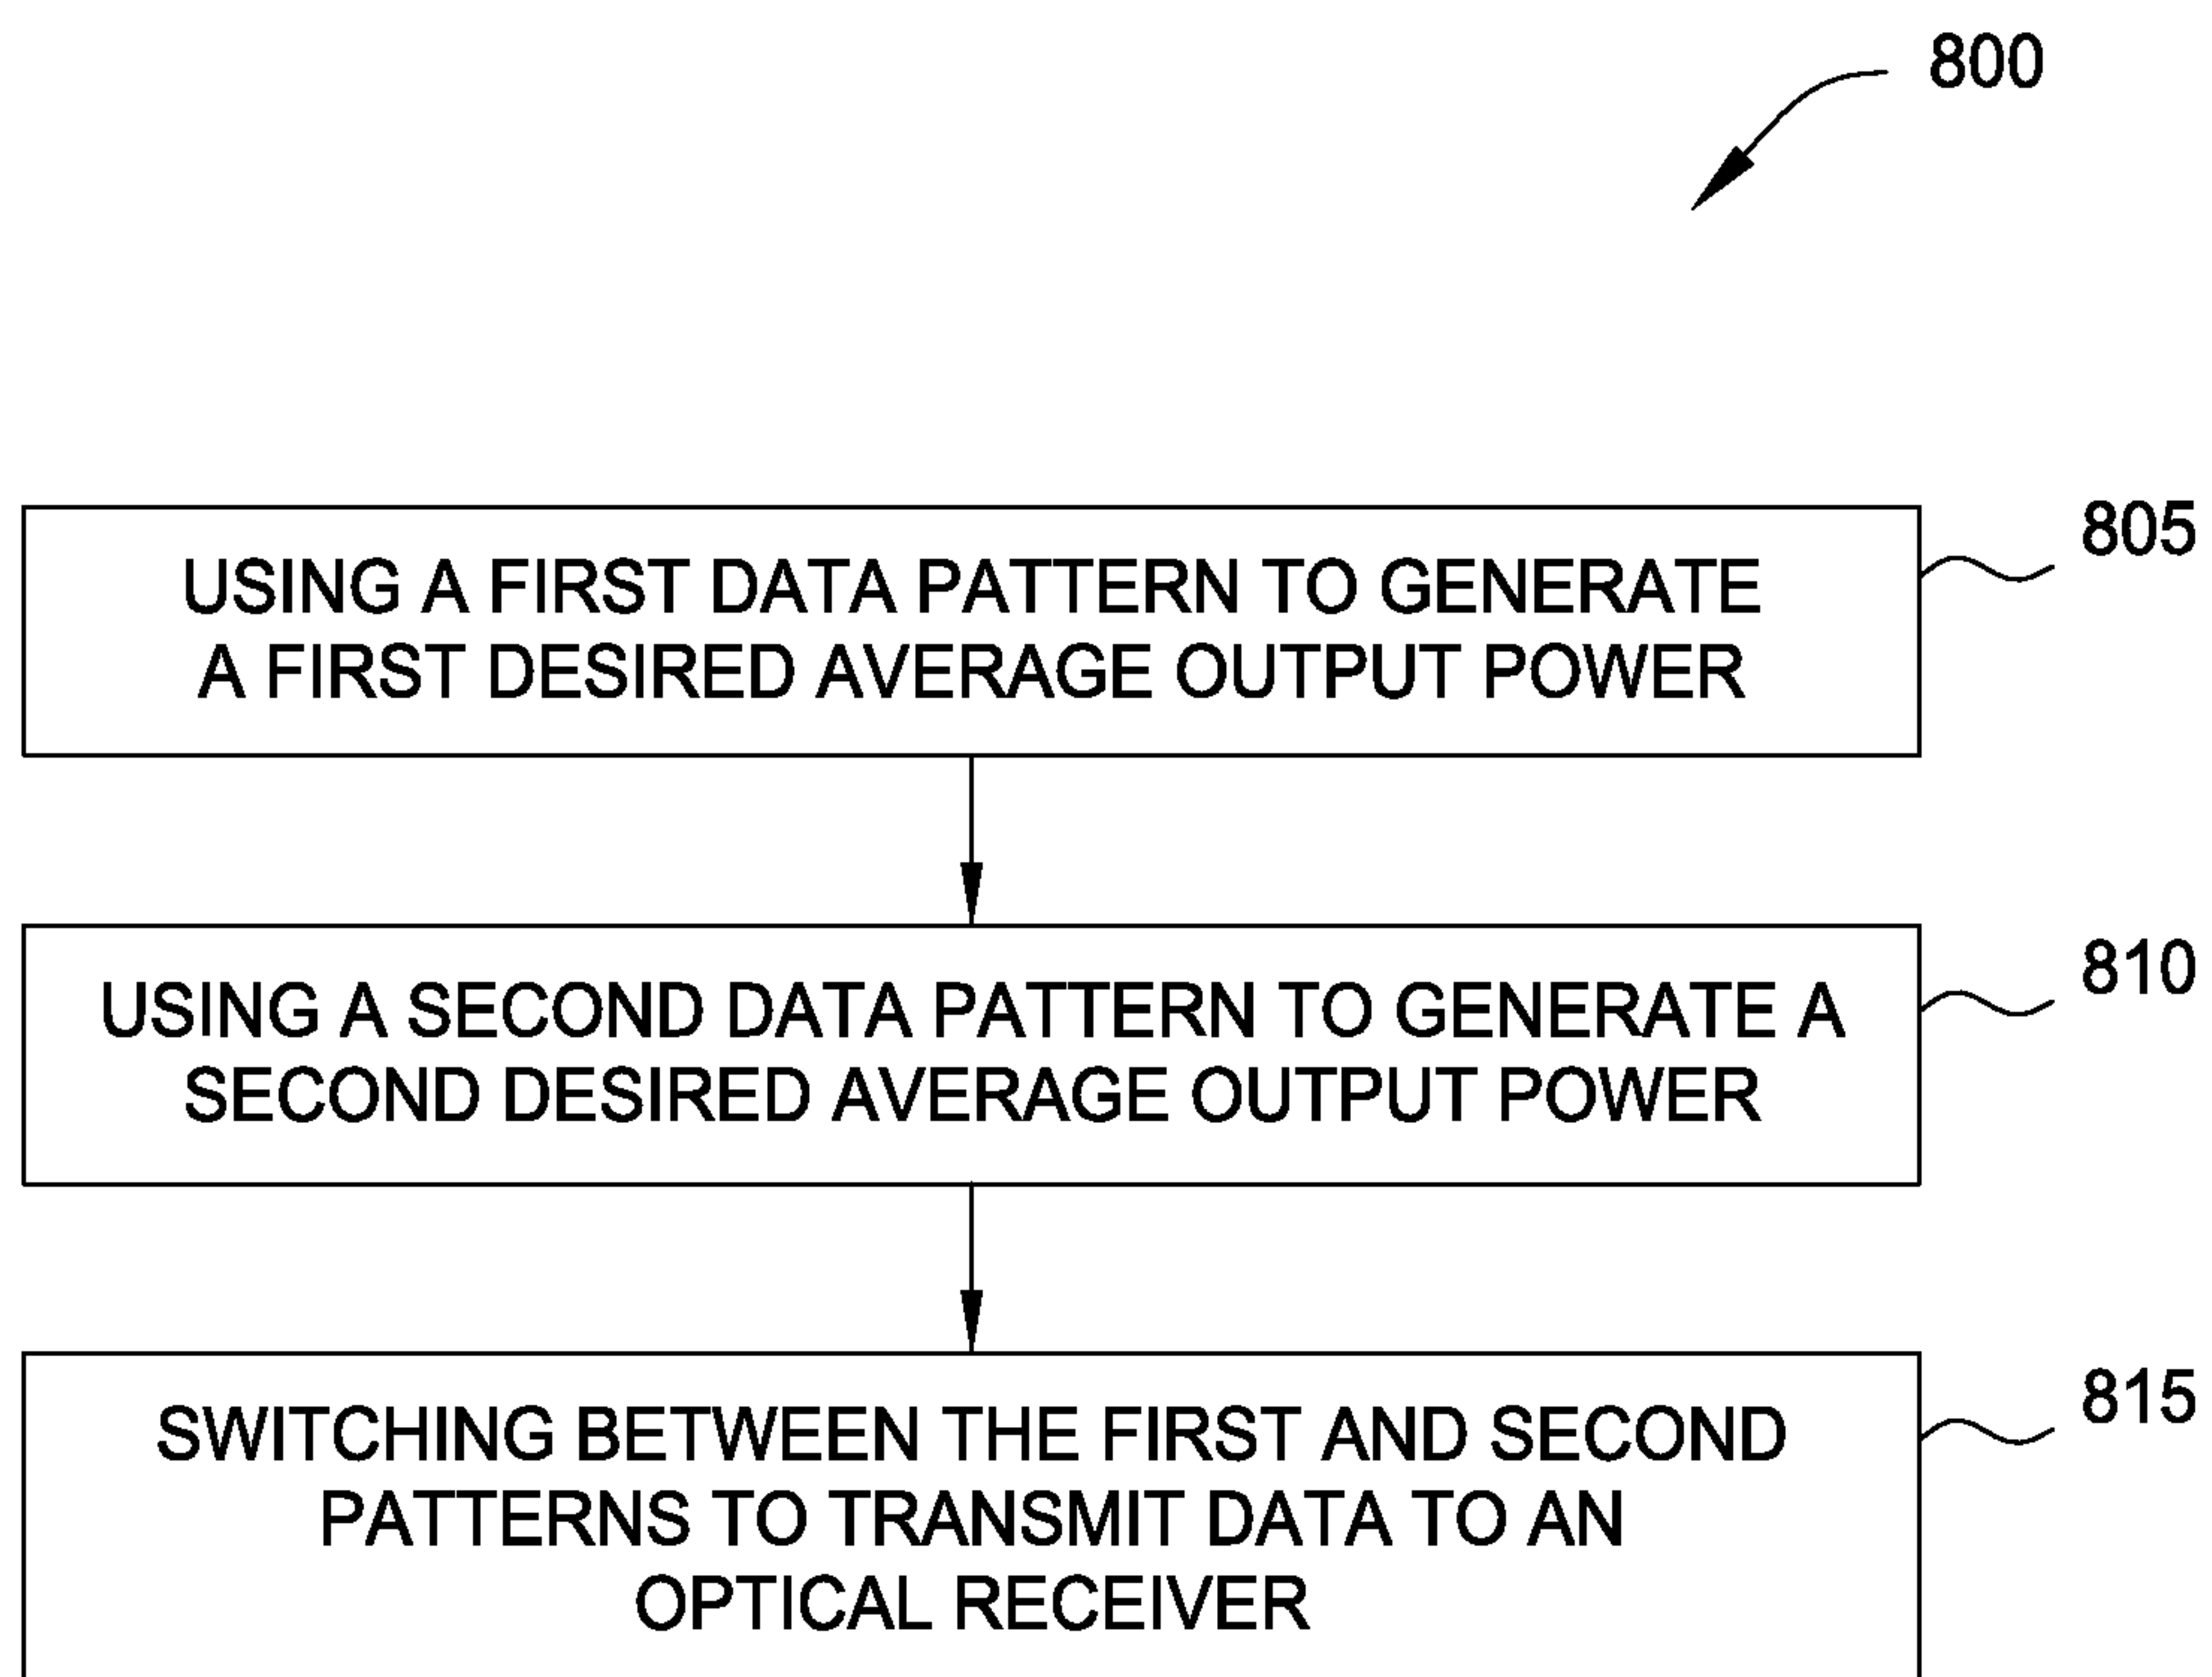 800
805
USING A FIRST DATA PATTERN TO GENERATE
A FIRST DESIRED AVERAGE OUTPUT POWER
810
USING A SECOND DATA PATTERN TO GENERATE A
SECOND DESIRED AVERAGE OUTPUT POWER
815
SWITCHING BETWEEN THE FIRST AND SECOND
PATTERNS TO TRANSMIT DATA TO AN
OPTICAL RECEIVER